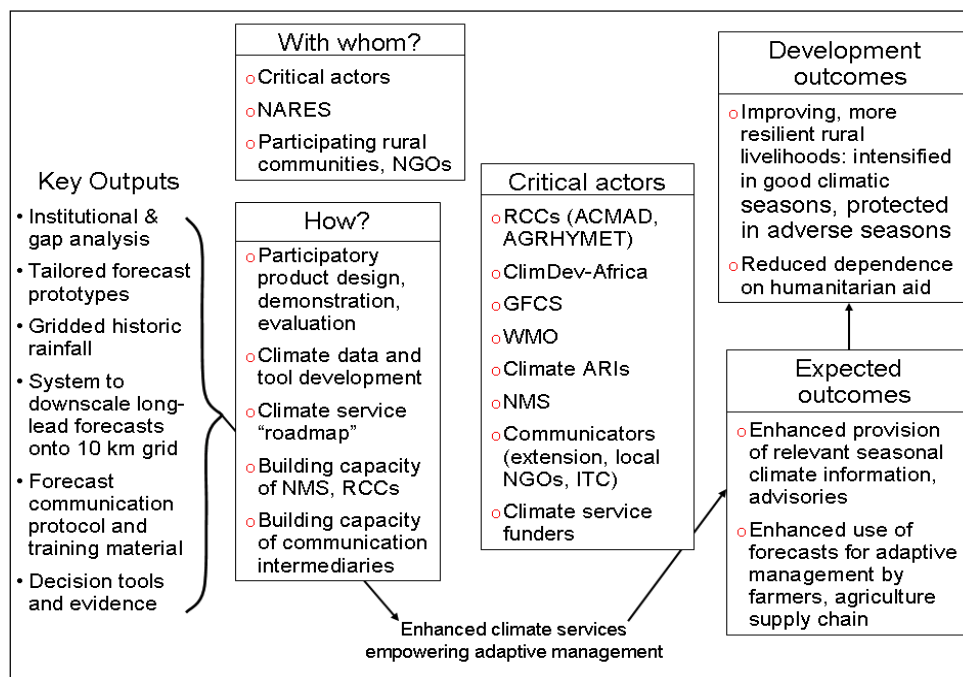 Key Outputs
• Institutional &
gap analysis
• Tailored forecast
prototypes
• Gridded historic
rainfall
• System to
downscale long-
lead forecasts
onto 10 km grid
• Forecast
communication
protocol and
training material
• Decision tools
and evidence
With whom?
o Critical actors
o NARES
o Participating rural
communities, NGOs
How?
o Participatory
product design,
demonstration,
evaluation
o Climate data and
tool development
o Climate service
“roadmap”
o Building capacity
of NMS, RCCs
o Building capacity
of communication
intermediaries
Critical actors
o RCCs (ACMAD,
AGRHYMET)
o ClimDev-Africa
o GFCS
o WMO
o Climate ARIs
o NMS
o Communicators
(extension, local
NGOs, ITC)
o Climate service
funders
Enhanced climate services
empowering adaptive management
Expected
outcomes
o Enhanced provision
of relevant seasonal
climate information,
advisories
o Enhanced use of
forecasts for adaptive
management by
farmers, agriculture
supply chain
Development
outcomes
o Improving, more
resilient rural
livelihoods: intensified
in good climatic
seasons, protected
in adverse seasons
o Reduced dependence
on humanitarian aid